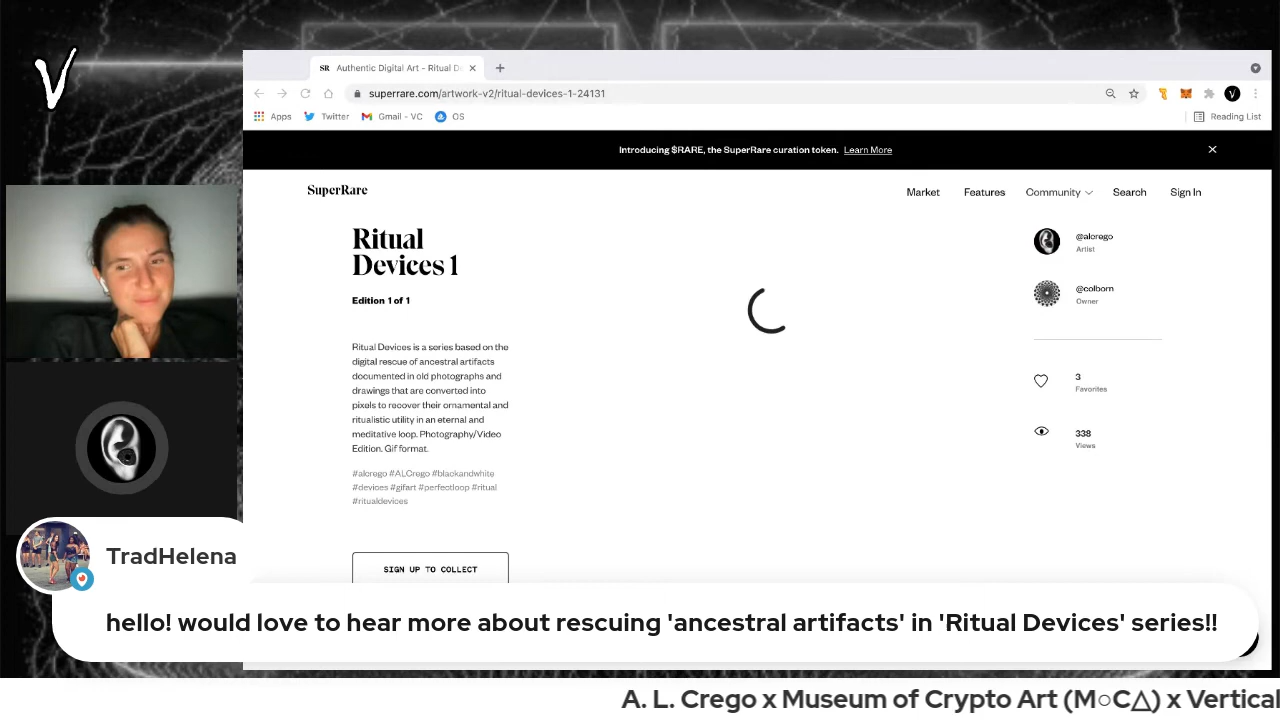 V
SR Authentic Digital Art - Ritual D
superrare.com/artwork-v2/ritual-devices-1-24131
Apps Twitter Gmail - VC OS Reading List
Introducing $RARE, the SuperRare curation token. Learn More
SuperRare
Market Features Community Search Sign In
Ritual
Devices 1
Edition 1 of 1
Ritual Devices is a series based on the
digital rescue of ancestral artifacts
documented in old photographs and
drawings that are converted into
pixels to recover their ornamental and
ritualistic utility in an eternal and
meditative loop. Photography/Video
Edition. Gif format.
#alcrego #ALCrego #blackandwhite
#devices #gifart #perfectloop #ritual
#ritualdevices
SIGN UP TO COLLECT
@alcrego
Artist
@colborn
Owner
3
Favorites
338
Views
TradHelena
hello! would love to hear more about rescuing 'ancestral artifacts' in 'Ritual Devices' series!!
A. L. Crego x Museum of Crypto Art (M○C△) x Vertical